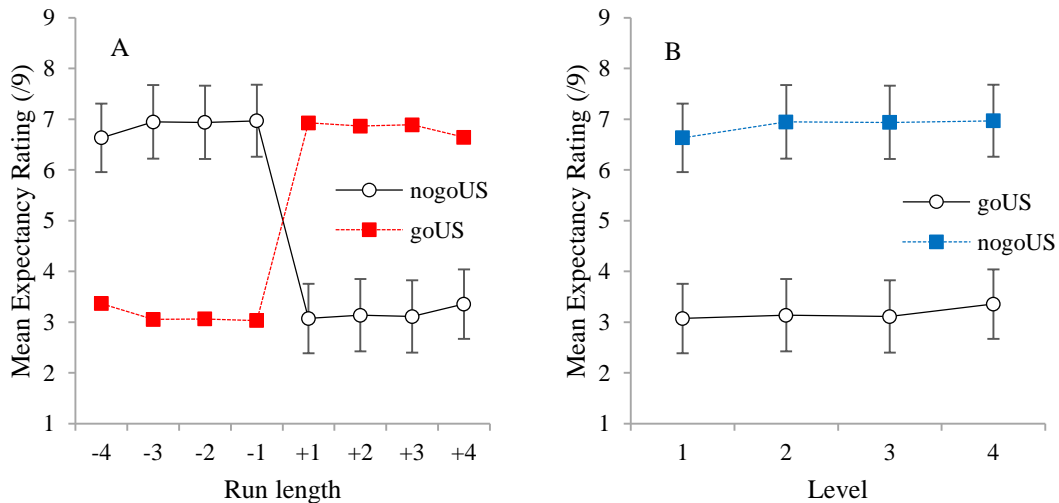 A
Mean Expectancy Rating (/9)
9
8
7
6
5
4
3
2
1
nogoUS
goUS
-4 -3 -2 -1 +1 +2 +3 +4
Run length
B
Mean Expectancy Rating (/9)
9
8
7
6
5
4
3
2
1
goUS
nogoUS
1 2 3 4
Level